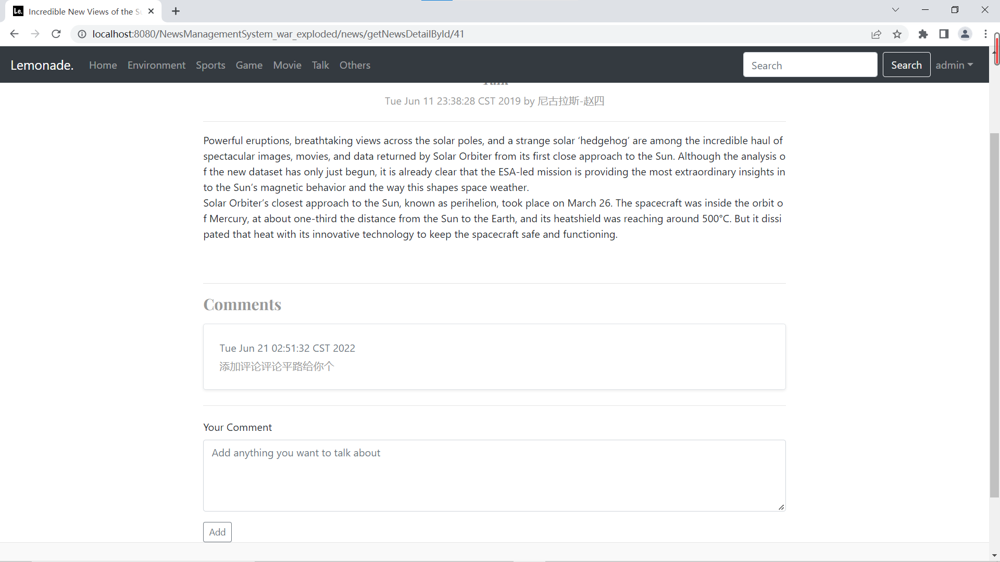 Le. Incredible New Views of the Su
localhost:8080/NewsManagementSystem_war_exploded/news/getNewsDetailById/41
Lemonade. Home Environment Sports Game Movie Talk Others Search Search admin
Tue Jun 11 23:38:28 CST 2019 by 尼古拉斯-赵四
Powerful eruptions, breathtaking views across the solar poles, and a strange solar ‘hedgehog’ are among the incredible haul of
spectacular images, movies, and data returned by Solar Orbiter from its first close approach to the Sun. Although the analysis o
f the new dataset has only just begun, it is already clear that the ESA-led mission is providing the most extraordinary insights in
to the Sun’s magnetic behavior and the way this shapes space weather.
Solar Orbiter’s closest approach to the Sun, known as perihelion, took place on March 26. The spacecraft was inside the orbit o
f Mercury, at about one-third the distance from the Sun to the Earth, and its heatshield was reaching around 500°C. But it dissi
pated that heat with its innovative technology to keep the spacecraft safe and functioning.
Comments
Tue Jun 21 02:51:32 CST 2022
添加评论评论平路给你个
Your Comment
Add anything you want to talk about
Add